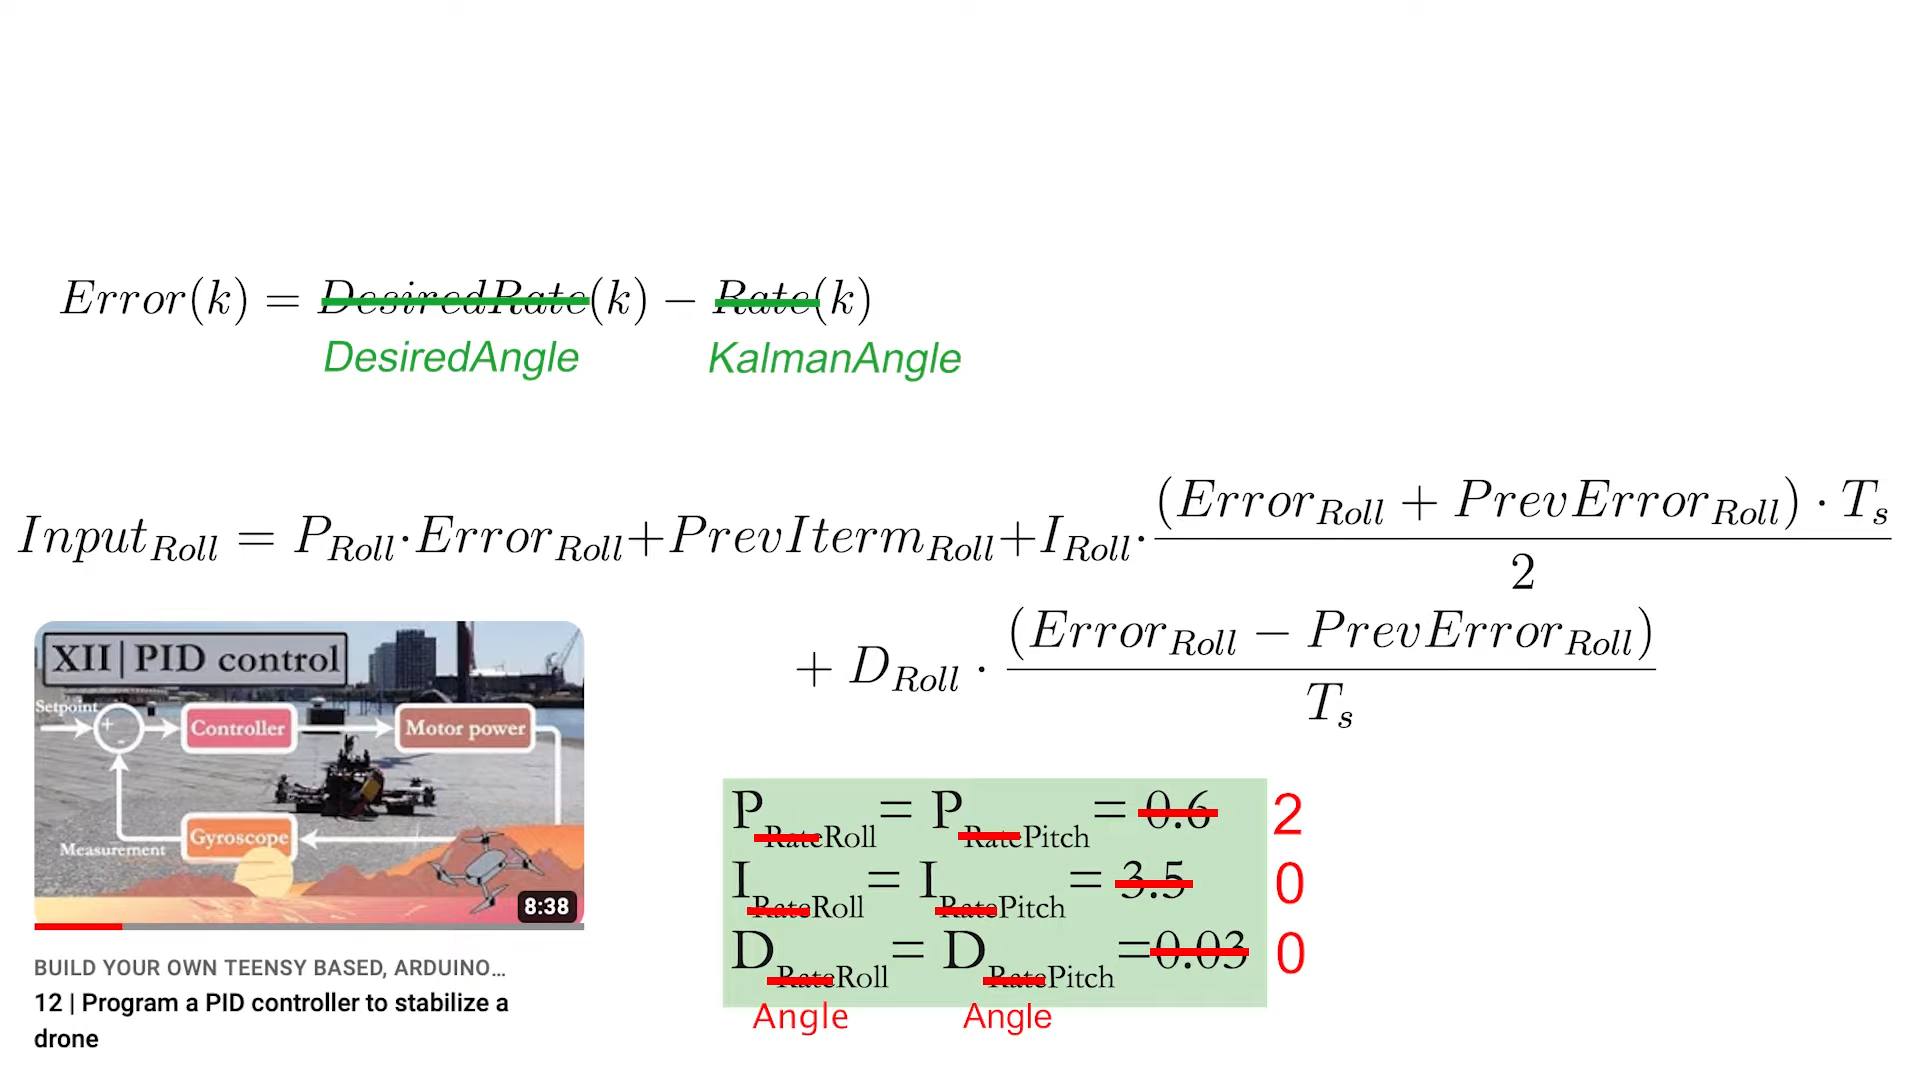 Error(k) = DesiredRate(k) − Rate(k)
DesiredAngle KalmanAngle
Input_Roll = P_Roll·Error_Roll+PrevIterm_Roll+I_Roll·(Error_Roll + PrevError_Roll) · T_s
2
+ D_Roll · (Error_Roll − PrevError_Roll)
T_s
XII | PID control
Setpoint
+
-
Controller
Motor power
Gyroscope
Measurement
8:38
BUILD YOUR OWN TEENSY BASED, ARDUINO...
12 | Program a PID controller to stabilize a
drone
P_RateRoll = P_RatePitch = 0.6 2
I_RateRoll = I_RatePitch = 3.5 0
D_RateRoll = D_RatePitch =0.03 0
Angle Angle